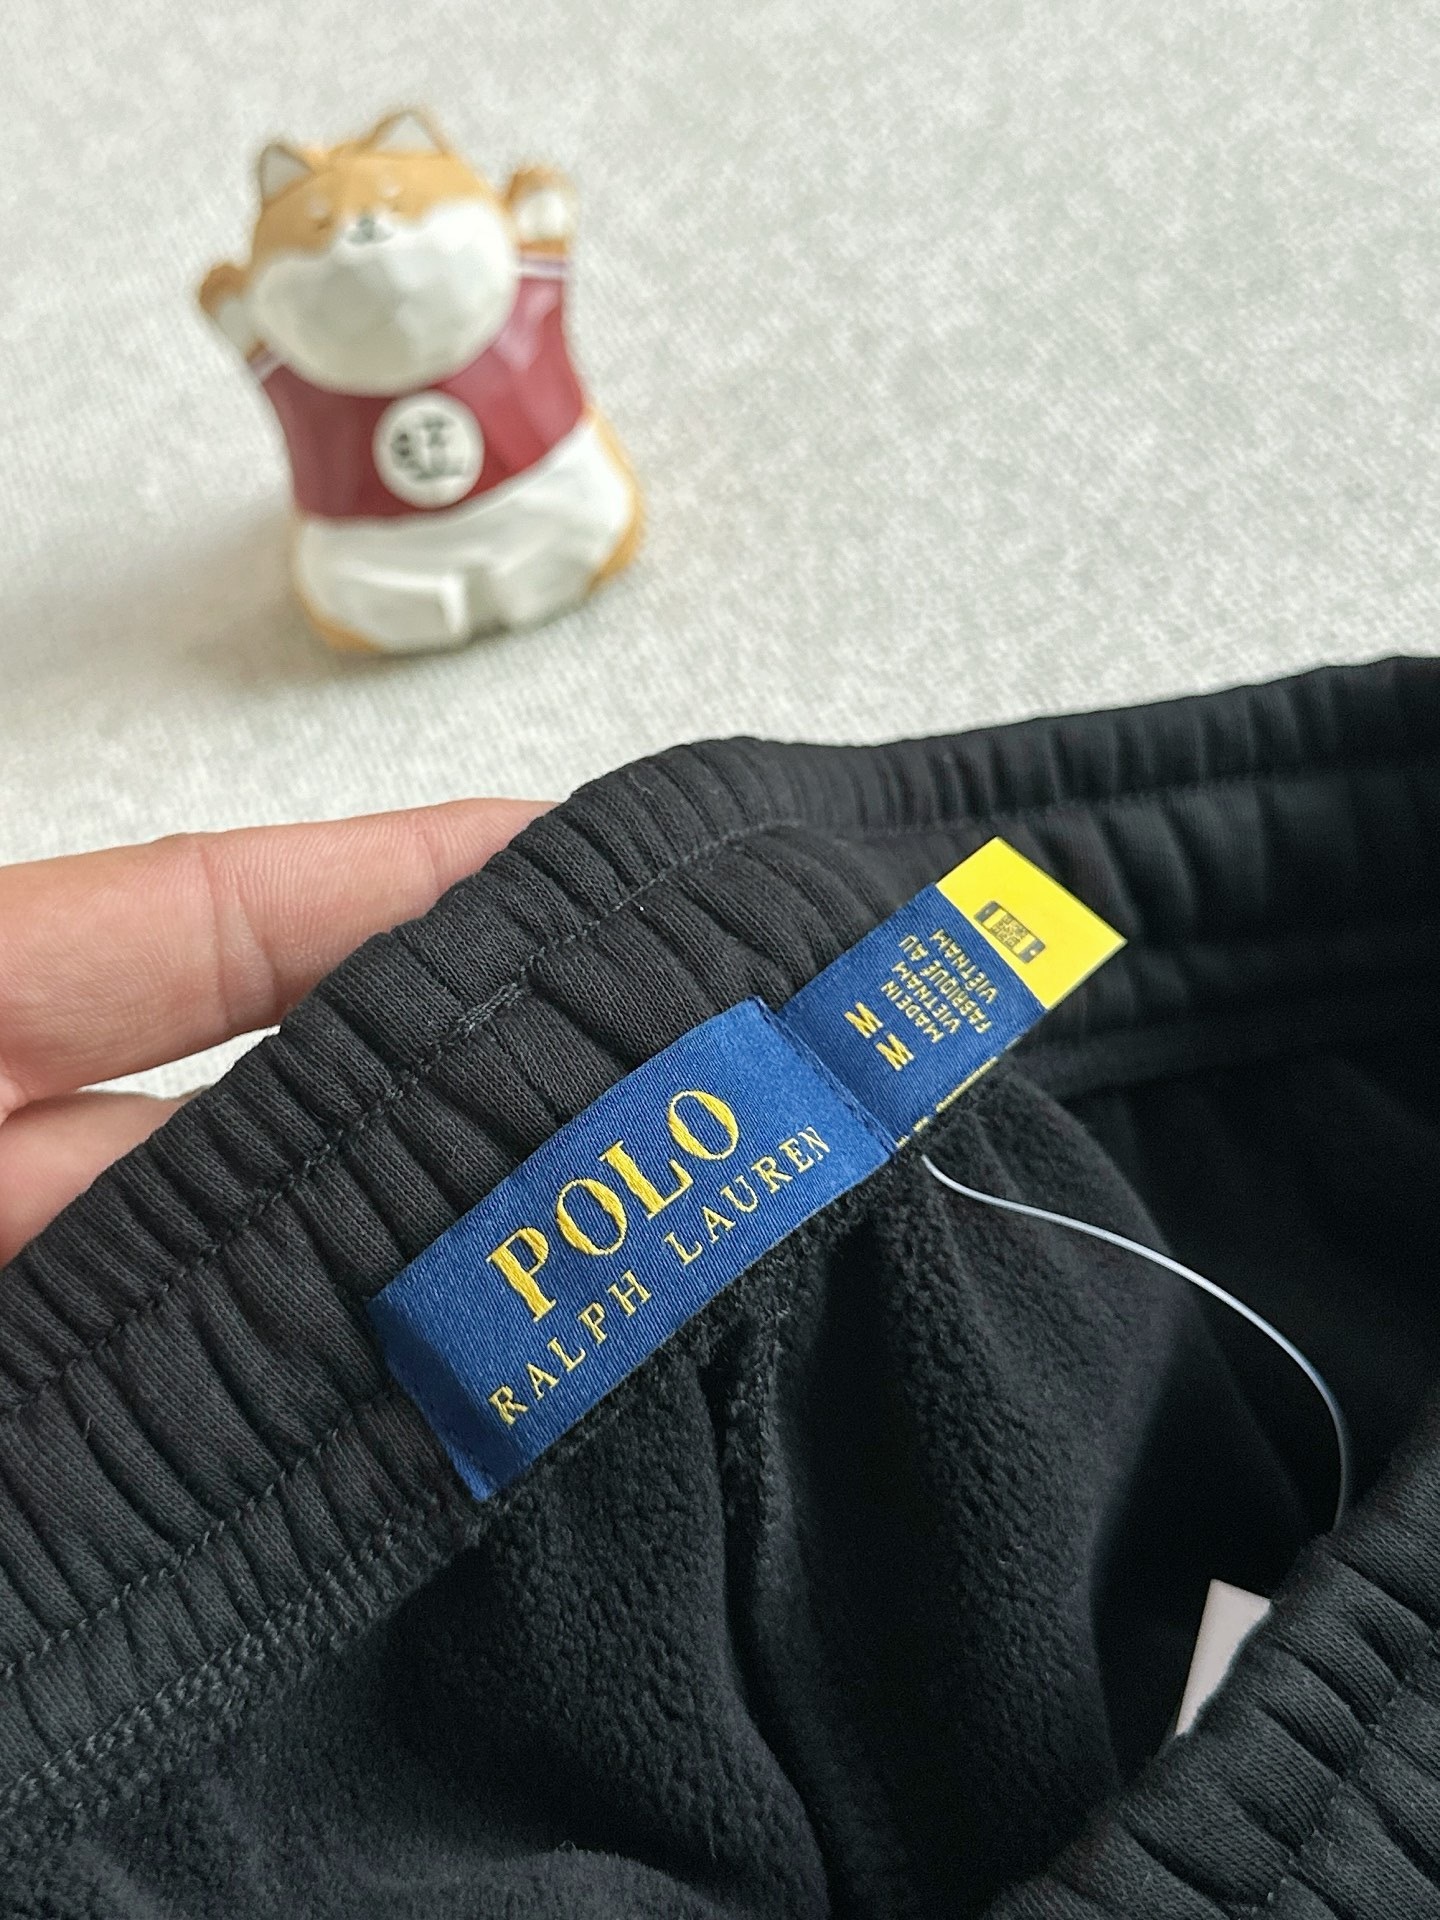 POLO
RALPH LAUREN
M M
MADE IN
VIETNAM
FABRIQUÉ AU
VIETNAM